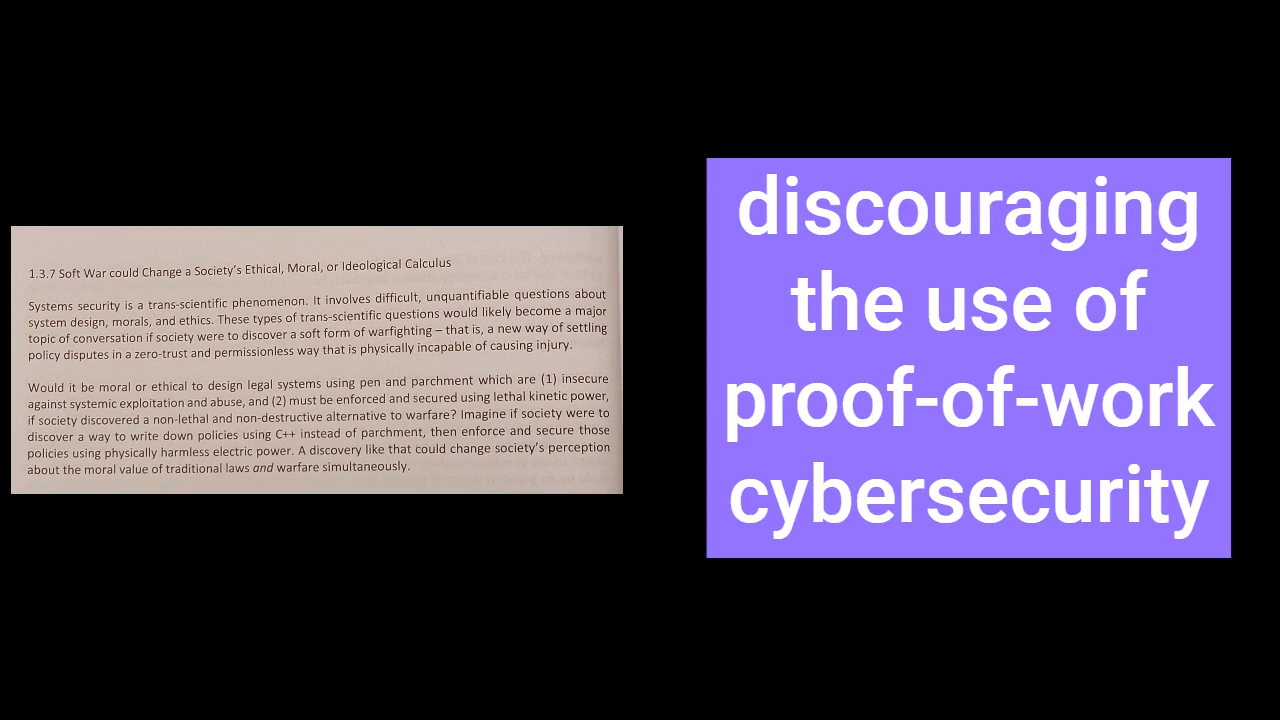 1.3.7 Soft War could Change a Society's Ethical, Moral, or Ideological Calculus
Systems security is a trans-scientific phenomenon. It involves difficult, unquantifiable questions about
system design, morals, and ethics. These types of trans-scientific questions would likely become a major
topic of conversation if society were to discover a soft form of warfighting – that is, a new way of settling
policy disputes in a zero-trust and permissionless way that is physically incapable of causing injury.
Would it be moral or ethical to design legal systems using pen and parchment which are (1) insecure
against systemic exploitation and abuse, and (2) must be enforced and secured using lethal kinetic power,
if society discovered a non-lethal and non-destructive alternative to warfare? Imagine if society were to
discover a way to write down policies using C++ instead of parchment, then enforce and secure those
policies using physically harmless electric power. A discovery like that could change society's perception
about the moral value of traditional laws and warfare simultaneously.
discouraging
the use of
proof-of-work
cybersecurity